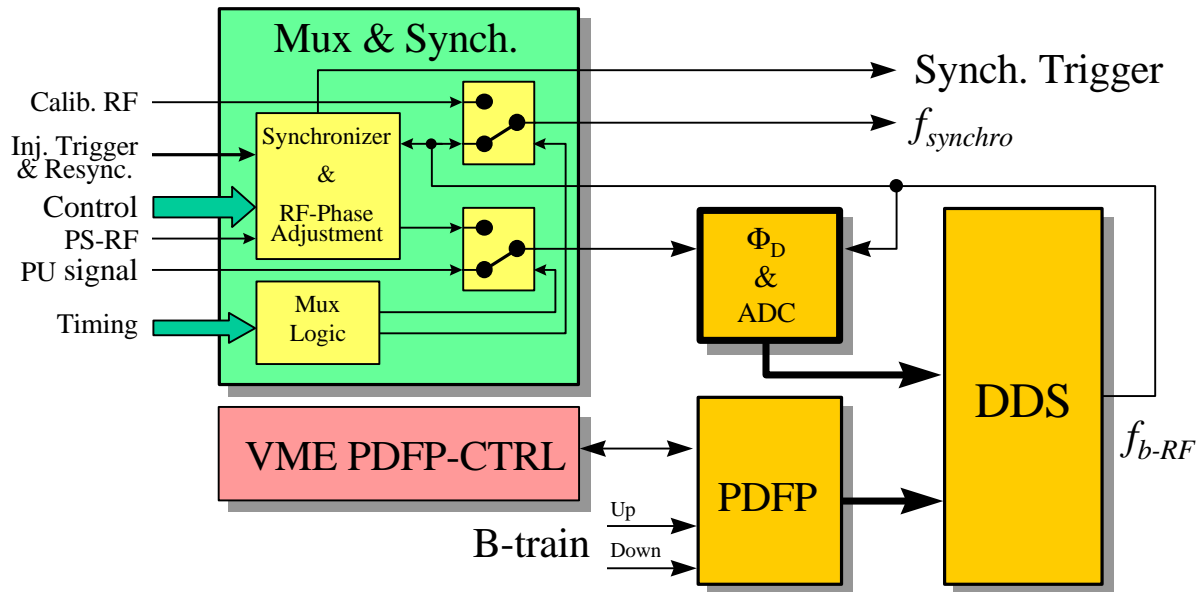 Mux & Synch.
Synch. Trigger
Calib. RF
f_synchro
Inj. Trigger
& Resync.
Synchronizer
&
RF-Phase
Adjustment
Control
PS-RF
PU signal
Timing
Mux
Logic
Φ_D
&
ADC
DDS
f_b-RF
VME PDFP-CTRL
PDFP
B-train
Up
Down